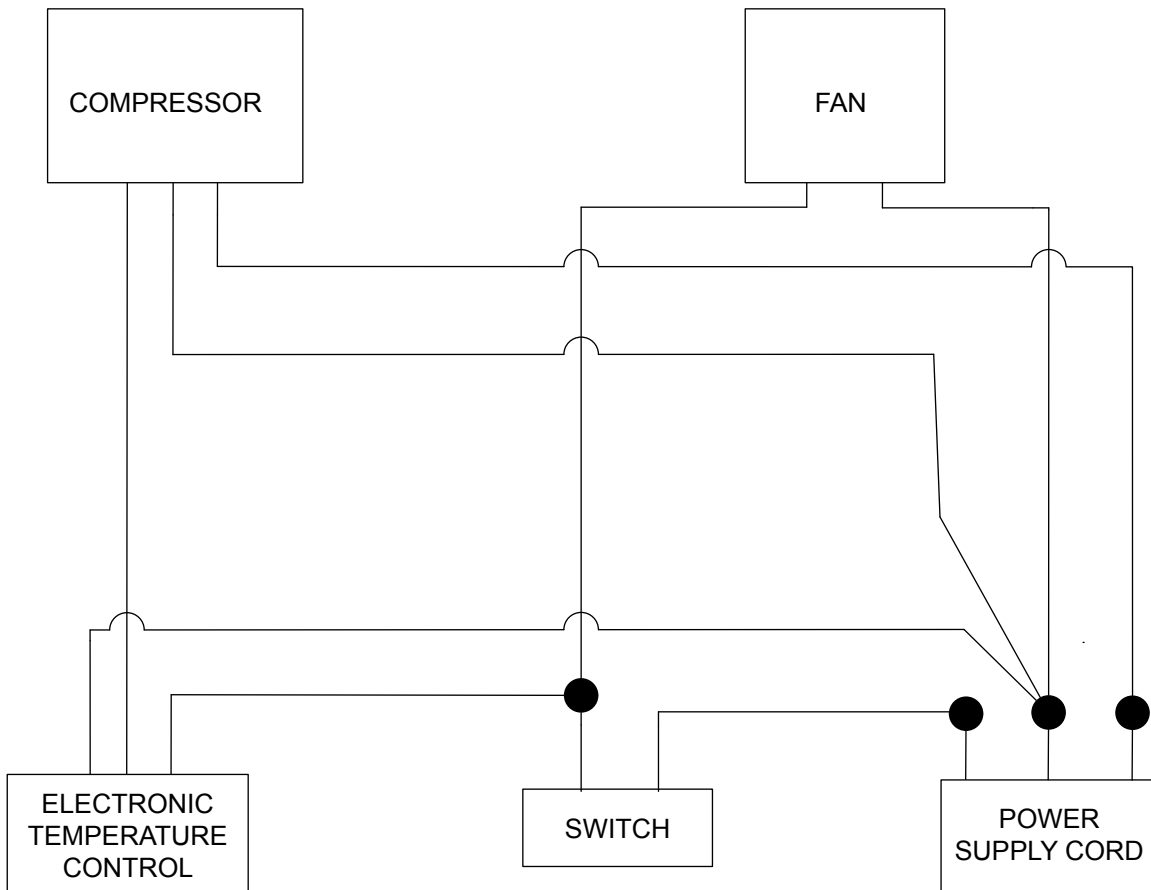 COMPRESSOR
FAN
ELECTRONIC
TEMPERATURE
CONTROL
SWITCH
POWER
SUPPLY CORD